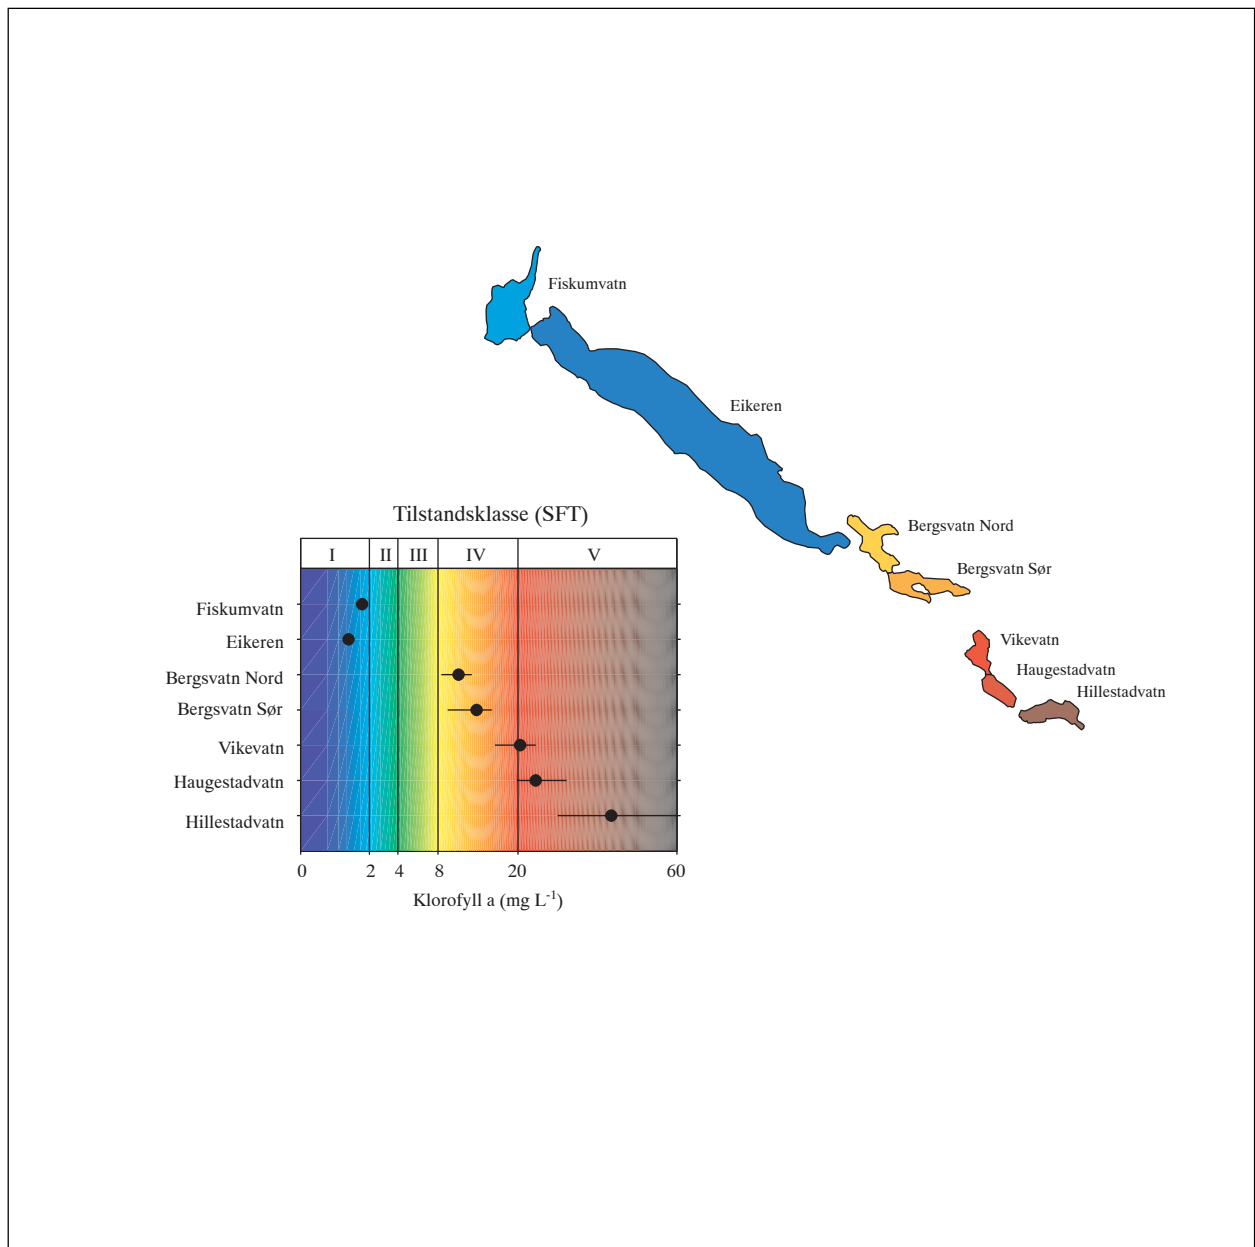 Fiskumvatn
Eikeren
Bergsvatn Nord
Bergsvatn Sør
Vikevatn
Haugestadvatn
Hillestadvatn
Tilstandsklasse (SFT)
I II III IV V
Fiskumvatn
Eikeren
Bergsvatn Nord
Bergsvatn Sør
Vikevatn
Haugestadvatn
Hillestadvatn
0 2 4 8 20 60
Klorofyll a (mg L⁻¹)